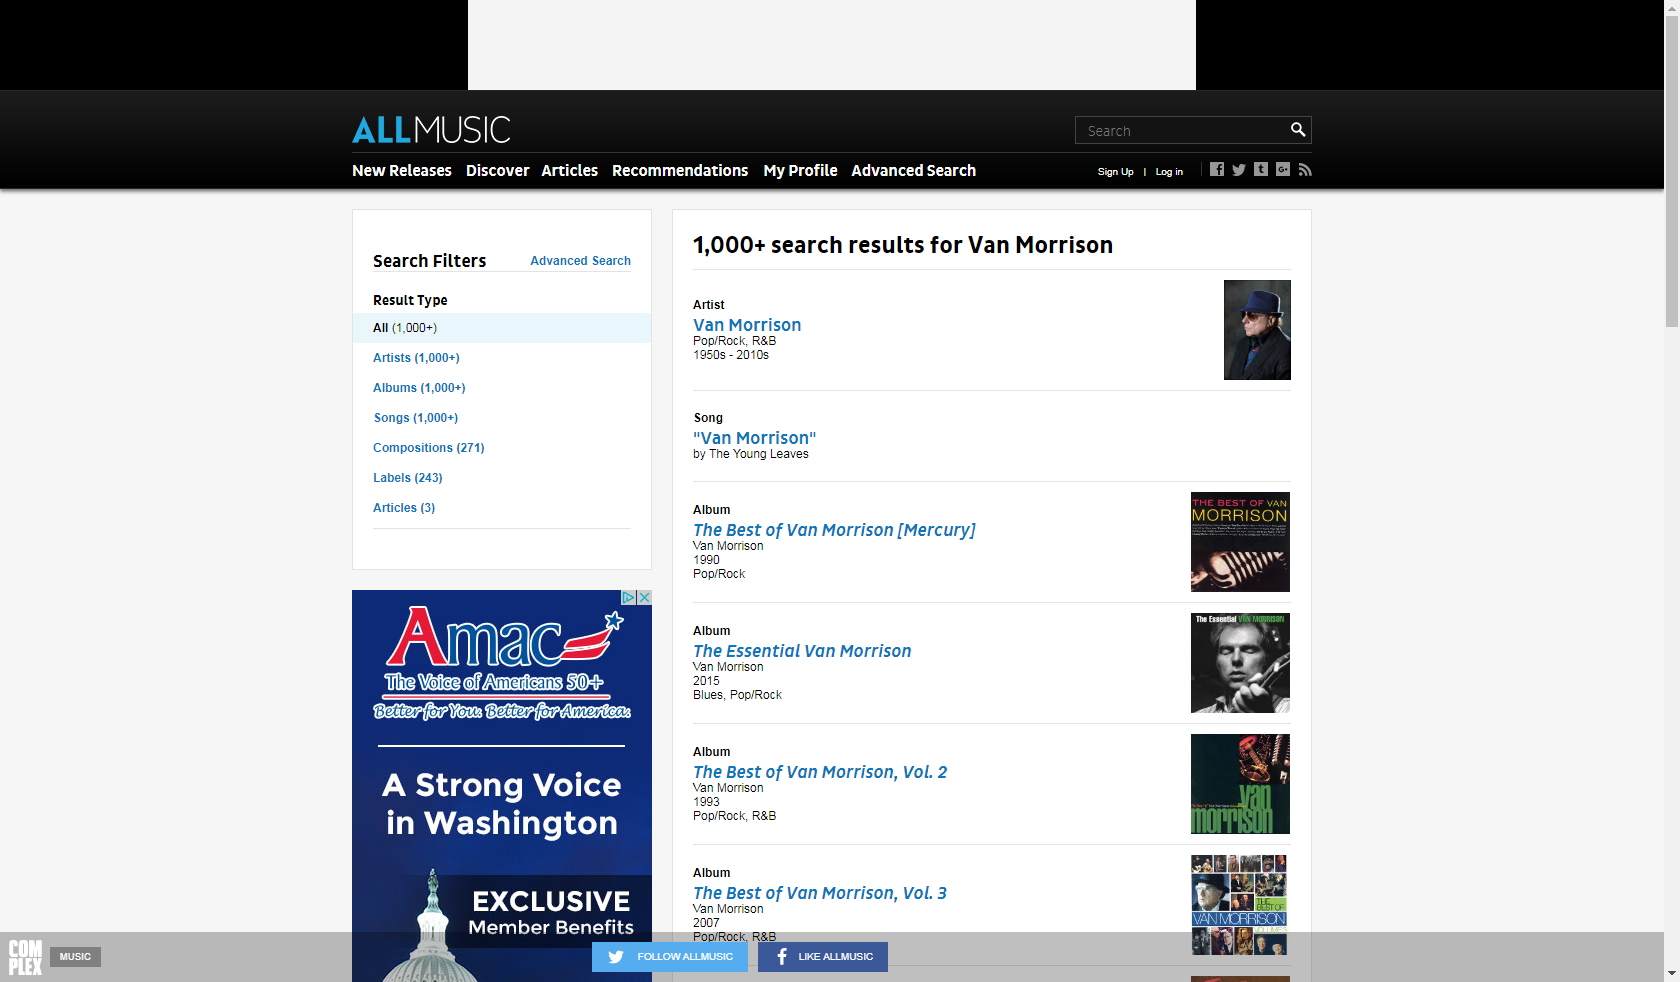 ALLMUSIC
Search
New Releases Discover Articles Recommendations My Profile Advanced Search
Sign Up | Log in
Search Filters
Advanced Search
Result Type
All (1,000+)
Artists (1,000+)
Albums (1,000+)
Songs (1,000+)
Compositions (271)
Labels (243)
Articles (3)
Amac
The Voice of Americans 50+
Better for You. Better for America.
A Strong Voice
in Washington
EXCLUSIVE
Member Benefits
1,000+ search results for Van Morrison
Artist
Van Morrison
Pop/Rock, R&B
1950s - 2010s
Song
"Van Morrison"
by The Young Leaves
Album
The Best of Van Morrison [Mercury]
Van Morrison
1990
Pop/Rock
THE BEST OF VAN
MORRISON
Album
The Essential Van Morrison
Van Morrison
2015
Blues, Pop/Rock
The Essential VAN MORRISON
Album
The Best of Van Morrison, Vol. 2
Van Morrison
1993
Pop/Rock, R&B
van
morrison
Album
The Best of Van Morrison, Vol. 3
Van Morrison
2007
Pop/Rock, R&B
THE
BEST OF
VAN MORRISON
COM
PLEX
MUSIC
FOLLOW ALLMUSIC
LIKE ALLMUSIC